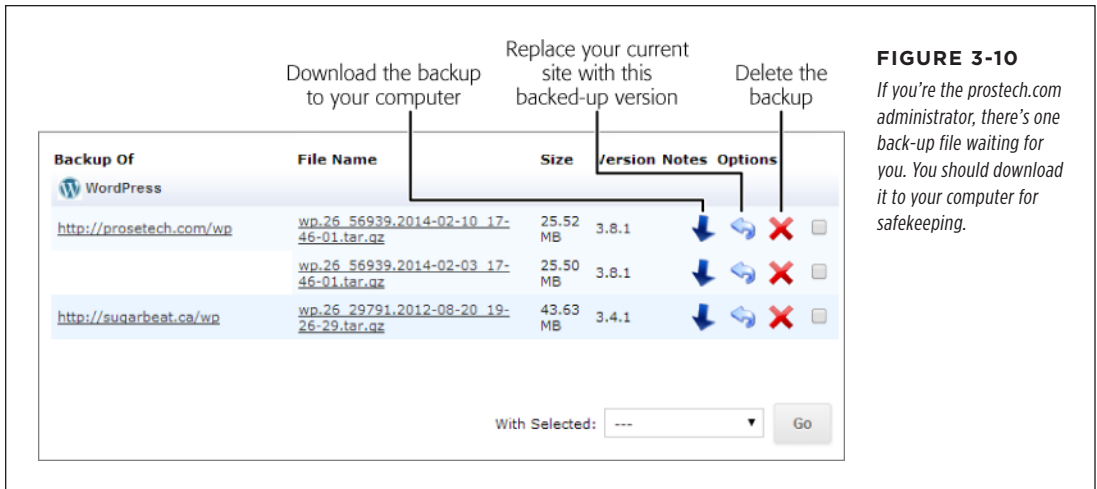 Download the backup
to your computer
Replace your current
site with this
backed-up version
Delete the
backup
FIGURE 3-10
If you're the prostech.com
administrator, there's one
back-up file waiting for
you. You should download
it to your computer for
safekeeping.
Backup Of File Name Size Version Notes Options
WordPress
http://prosetech.com/wp wp.26_56939.2014-02-10_17-
46-01.tar.gz 25.52
MB 3.8.1
wp.26_56939.2014-02-03_17-
46-01.tar.gz 25.50
MB 3.8.1
http://sugarbeat.ca/wp wp.26_29791.2012-08-20_19-
26-29.tar.gz 43.63
MB 3.4.1
With Selected: --- Go